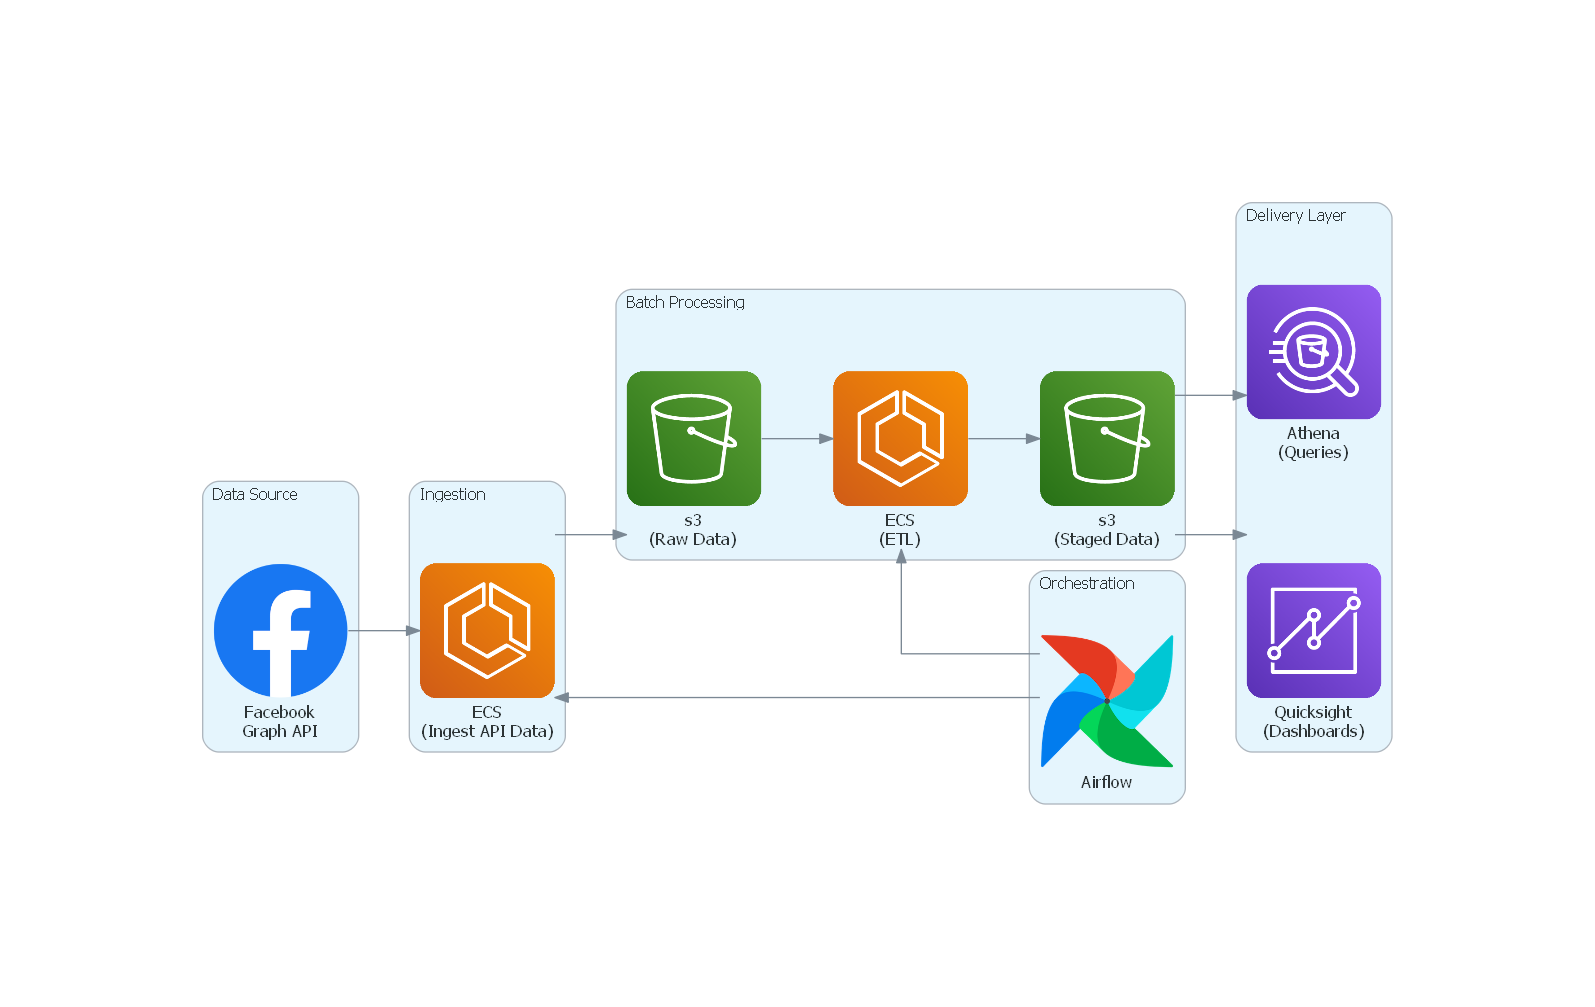 Data Source
Facebook
Graph API
Ingestion
ECS
(Ingest API Data)
Batch Processing
s3
(Raw Data)
ECS
(ETL)
s3
(Staged Data)
Orchestration
Airflow
Delivery Layer
Athena
(Queries)
Quicksight
(Dashboards)